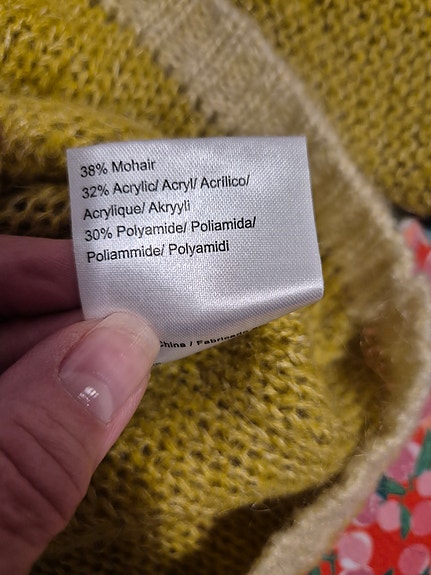 38% Mohair
32% Acrylic/ Acryl/ Acrílico/
Acrylique/ Akryyli
30% Polyamide/ Poliamida/
Poliammide/ Polyamidi
China / Fabricado